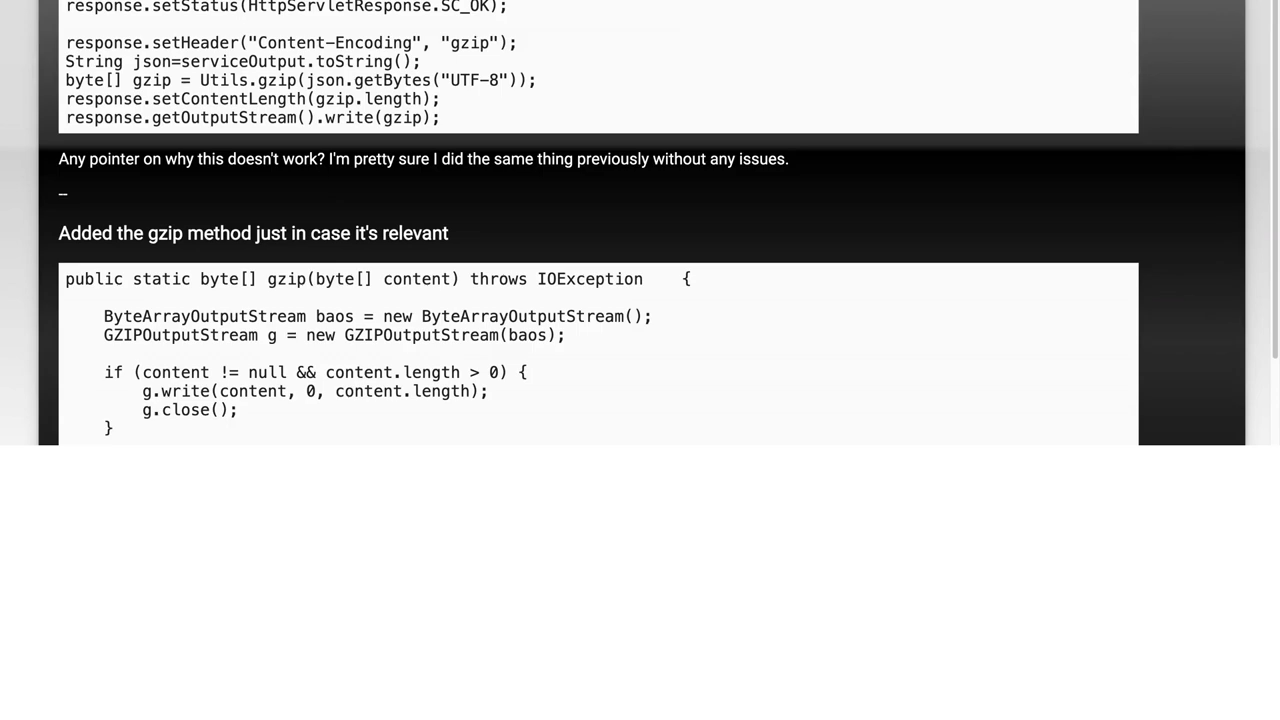 response.setStatus(HttpServletResponse.SC_OK);
response.setHeader("Content-Encoding", "gzip");
String json=serviceOutput.toString();
byte[] gzip = Utils.gzip(json.getBytes("UTF-8"));
response.setContentLength(gzip.length);
response.getOutputStream().write(gzip);
Any pointer on why this doesn't work? I'm pretty sure I did the same thing previously without any issues.
--
Added the gzip method just in case it's relevant
public static byte[] gzip(byte[] content) throws IOException    {
    ByteArrayOutputStream baos = new ByteArrayOutputStream();
    GZIPOutputStream g = new GZIPOutputStream(baos);
    if (content != null && content.length > 0) {
        g.write(content, 0, content.length);
        g.close();
    }